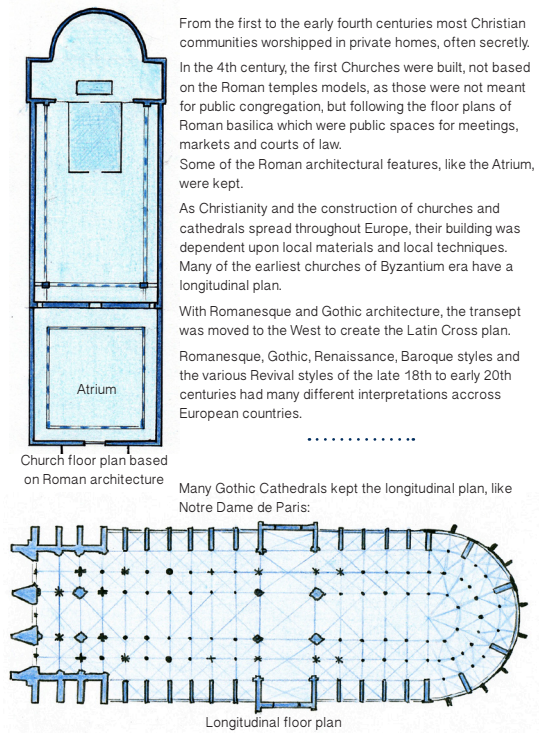 From the first to the early fourth centuries most Christian
communities worshipped in private homes, often secretly.
In the 4th century, the first Churches were built, not based
on the Roman temples models, as those were not meant
for public congregation, but following the floor plans of
Roman basilica which were public spaces for meetings,
markets and courts of law.
Some of the Roman architectural features, like the Atrium,
were kept.
As Christianity and the construction of churches and
cathedrals spread throughout Europe, their building was
dependent upon local materials and local techniques.
Many of the earliest churches of Byzantium era have a
longitudinal plan.
With Romanesque and Gothic architecture, the transept
was moved to the West to create the Latin Cross plan.
Romanesque, Gothic, Renaissance, Baroque styles and
the various Revival styles of the late 18th to early 20th
centuries had many different interpretations accross
European countries.
Atrium
Church floor plan based
on Roman architecture
Many Gothic Cathedrals kept the longitudinal plan, like
Notre Dame de Paris:
Longitudinal floor plan